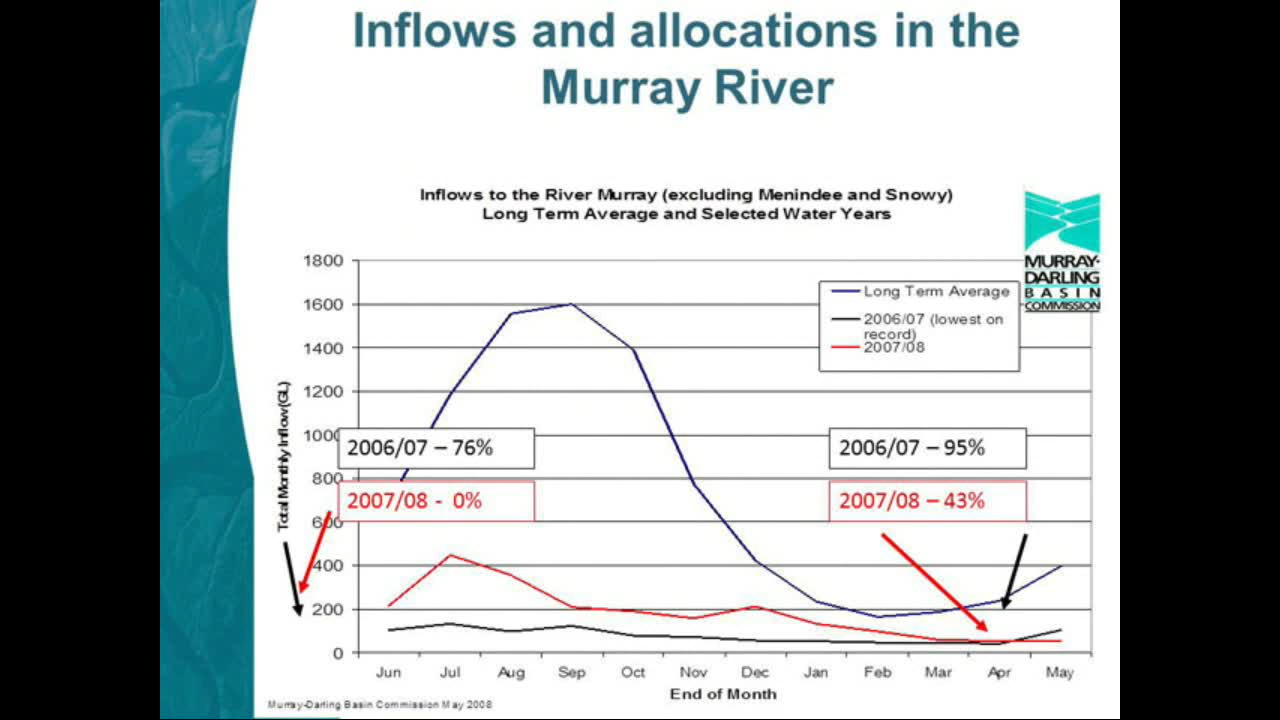 Inflows and allocations in the
Murray River
Inflows to the River Murray (excluding Menindee and Snowy)
Long Term Average and Selected Water Years
MURRAY-
DARLING
BASIN
COMMISSION
Total Monthly Inflow (GL)
1800
1600
1400
1200
1000
800
600
400
200
0
Long Term Average
2006/07 (lowest on
record)
2007/08
2006/07 – 76%
2007/08 - 0%
2006/07 – 95%
2007/08 – 43%
Jun Jul Aug Sep Oct Nov Dec Jan Feb Mar Apr May
End of Month
Murray-Darling Basin Commission May 2008